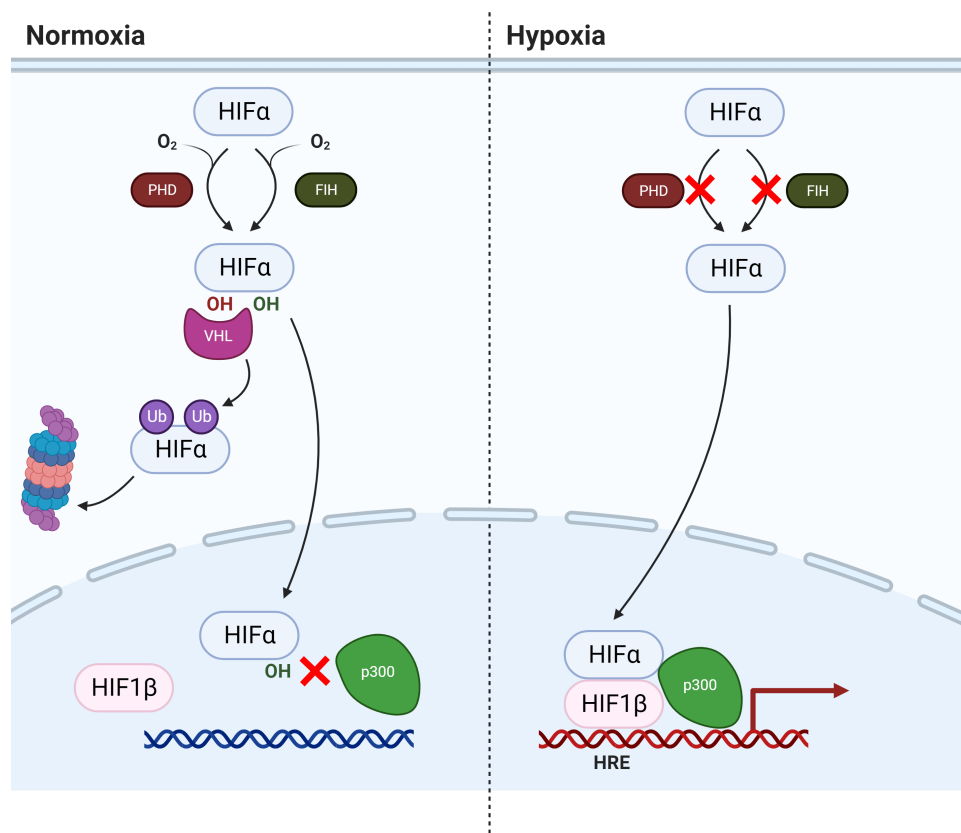 Normoxia
HIFα
O₂
O₂
PHD
FIH
HIFα
OH
OH
VHL
Ub
Ub
HIFα
HIFα
OH
p300
HIF1β
Hypoxia
HIFα
PHD
FIH
HIFα
HIFα
p300
HIF1β
HRE